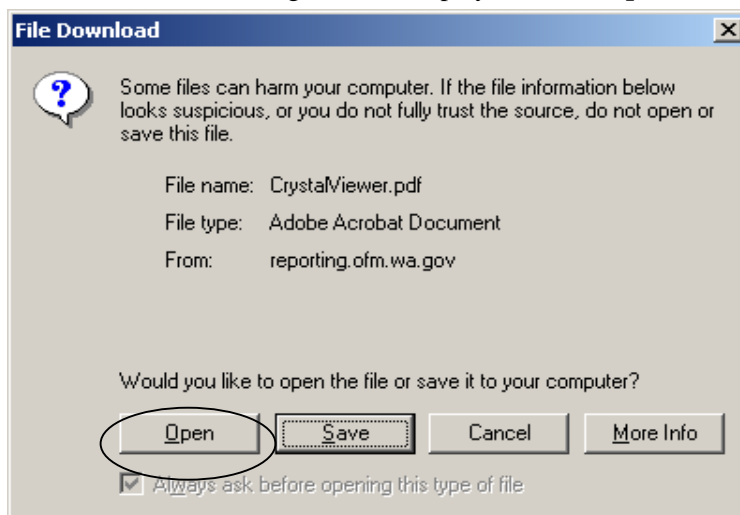 File Download
Some files can harm your computer. If the file information below
looks suspicious, or you do not fully trust the source, do not open or
save this file.
File name: CrystalViewer.pdf
File type: Adobe Acrobat Document
From: reporting.ofm.wa.gov
Would you like to open the file or save it to your computer?
Open Save Cancel More Info
Always ask before opening this type of file